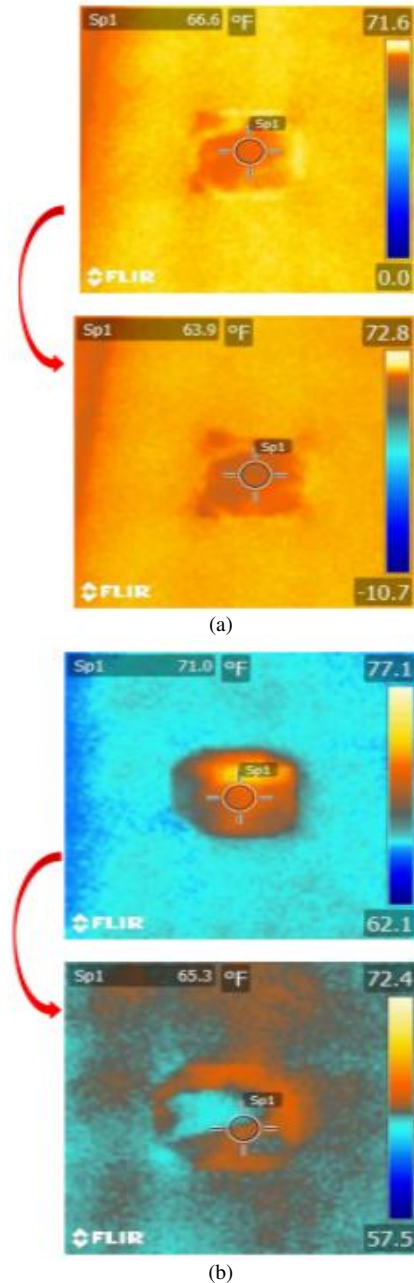 Sp1 66.6 °F 71.6
Sp1
FLIR 0.0
Sp1 63.9 °F 72.8
Sp1
FLIR -10.7
(a)
Sp1 71.0 °F 77.1
Sp1
FLIR 62.1
Sp1 65.3 °F 72.4
Sp1
FLIR 57.5
(b)